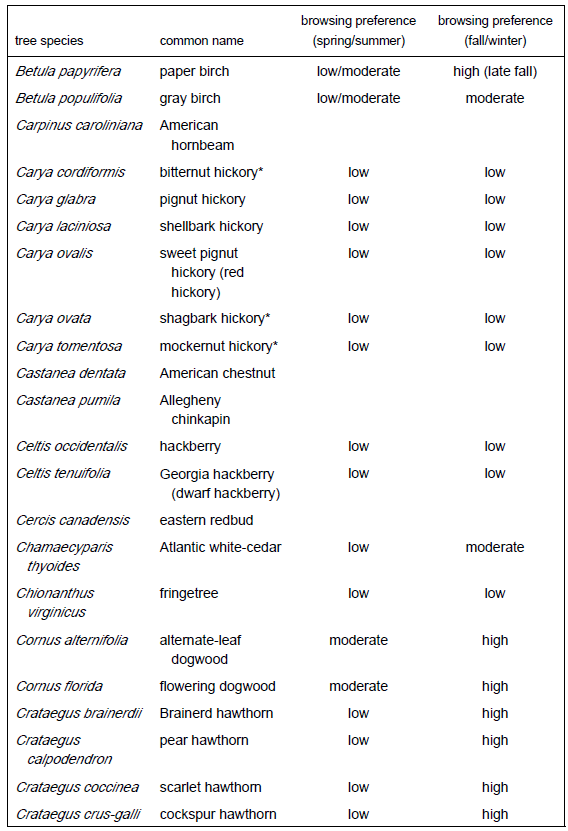 browsing preference browsing preference
tree species common name (spring/summer) (fall/winter)
Betula papyrifera paper birch low/moderate high (late fall)
Betula populifolia gray birch low/moderate moderate
Carpinus caroliniana American
hornbeam
Carya cordiformis bitternut hickory* low low
Carya glabra pignut hickory low low
Carya laciniosa shellbark hickory low low
Carya ovalis sweet pignut low low
hickory (red
hickory)
Carya ovata shagbark hickory* low low
Carya tomentosa mockernut hickory* low low
Castanea dentata American chestnut
Castanea pumila Allegheny
chinkapin
Celtis occidentalis hackberry low low
Celtis tenuifolia Georgia hackberry low low
(dwarf hackberry)
Cercis canadensis eastern redbud
Chamaecyparis Atlantic white-cedar low moderate
thyoides
Chionanthus fringetree low low
virginicus
Cornus alternifolia alternate-leaf moderate high
dogwood
Cornus florida flowering dogwood moderate high
Crataegus brainerdii Brainerd hawthorn low high
Crataegus pear hawthorn low high
calpodendron
Crataegus coccinea scarlet hawthorn low high
Crataegus crus-galli cockspur hawthorn low high